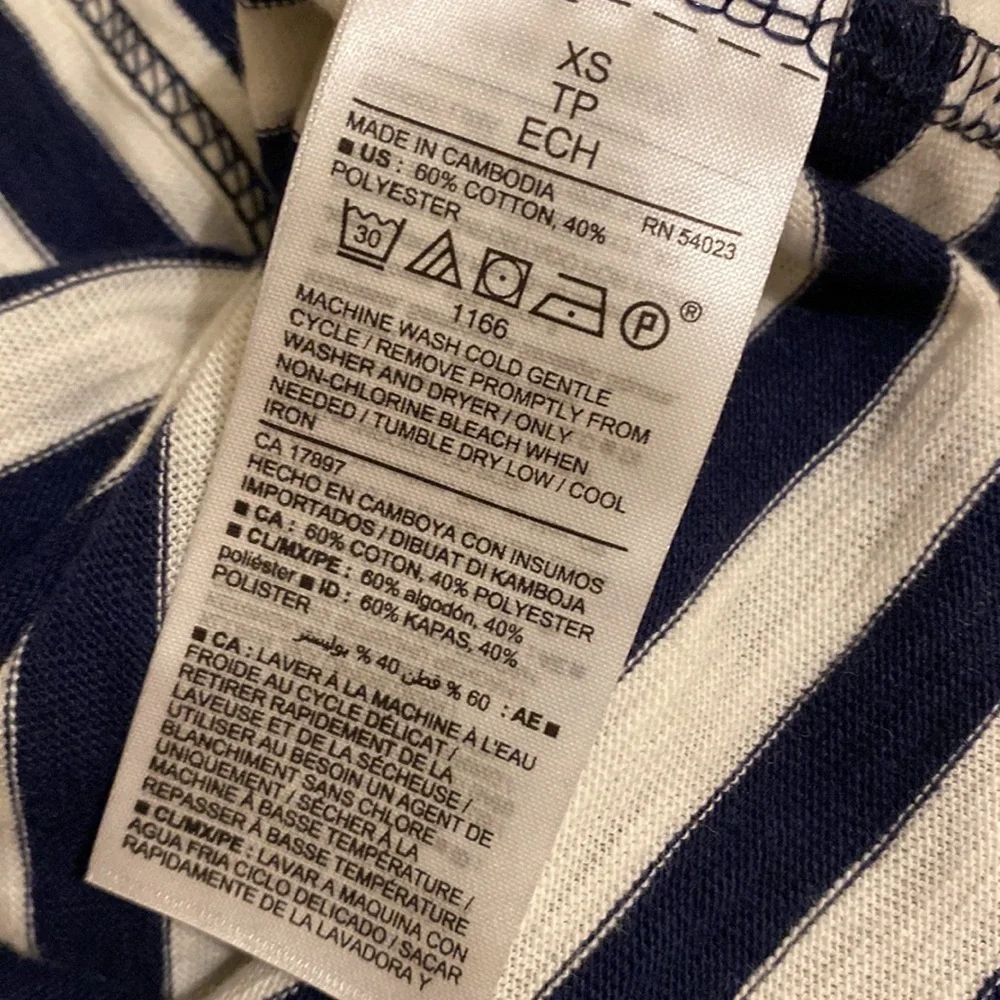 XS
TP
ECH
MADE IN CAMBODIA
■ US : 60% COTTON, 40%
POLYESTER
RN 54023
30
P
®
1166
MACHINE WASH COLD GENTLE
CYCLE / REMOVE PROMPTLY FROM
WASHER AND DRYER / ONLY
NON-CHLORINE BLEACH WHEN
NEEDED / TUMBLE DRY LOW / COOL
IRON
CA 17897
HECHO EN CAMBOYA CON INSUMOS
IMPORTADOS / DIBUAT DI KAMBOJA
■ CA : 60% COTON, 40% POLYESTER
■ CL/MX/PE : 60% algodón, 40%
poliéster ■ ID : 60% KAPAS, 40%
POLISTER
■ AE : 60 % قطن 40 % بوليستر
■ CA : LAVER À LA MACHINE À L'EAU
FROIDE AU CYCLE DÉLICAT /
RETIRER RAPIDEMENT DE LA
LAVEUSE ET DE LA SÉCHEUSE /
UTILISER AU BESOIN UN AGENT DE
BLANCHIMENT SANS CHLORE
UNIQUEMENT / SÉCHER À LA
MACHINE À BASSE TEMPÉRATURE /
REPASSER À BASSE TEMPÉRATURE
■ CL/MX/PE : LAVAR A MAQUINA CON
AGUA FRIA CICLO DELICADO / SACAR
RAPIDAMENTE DE LA LAVADORA Y